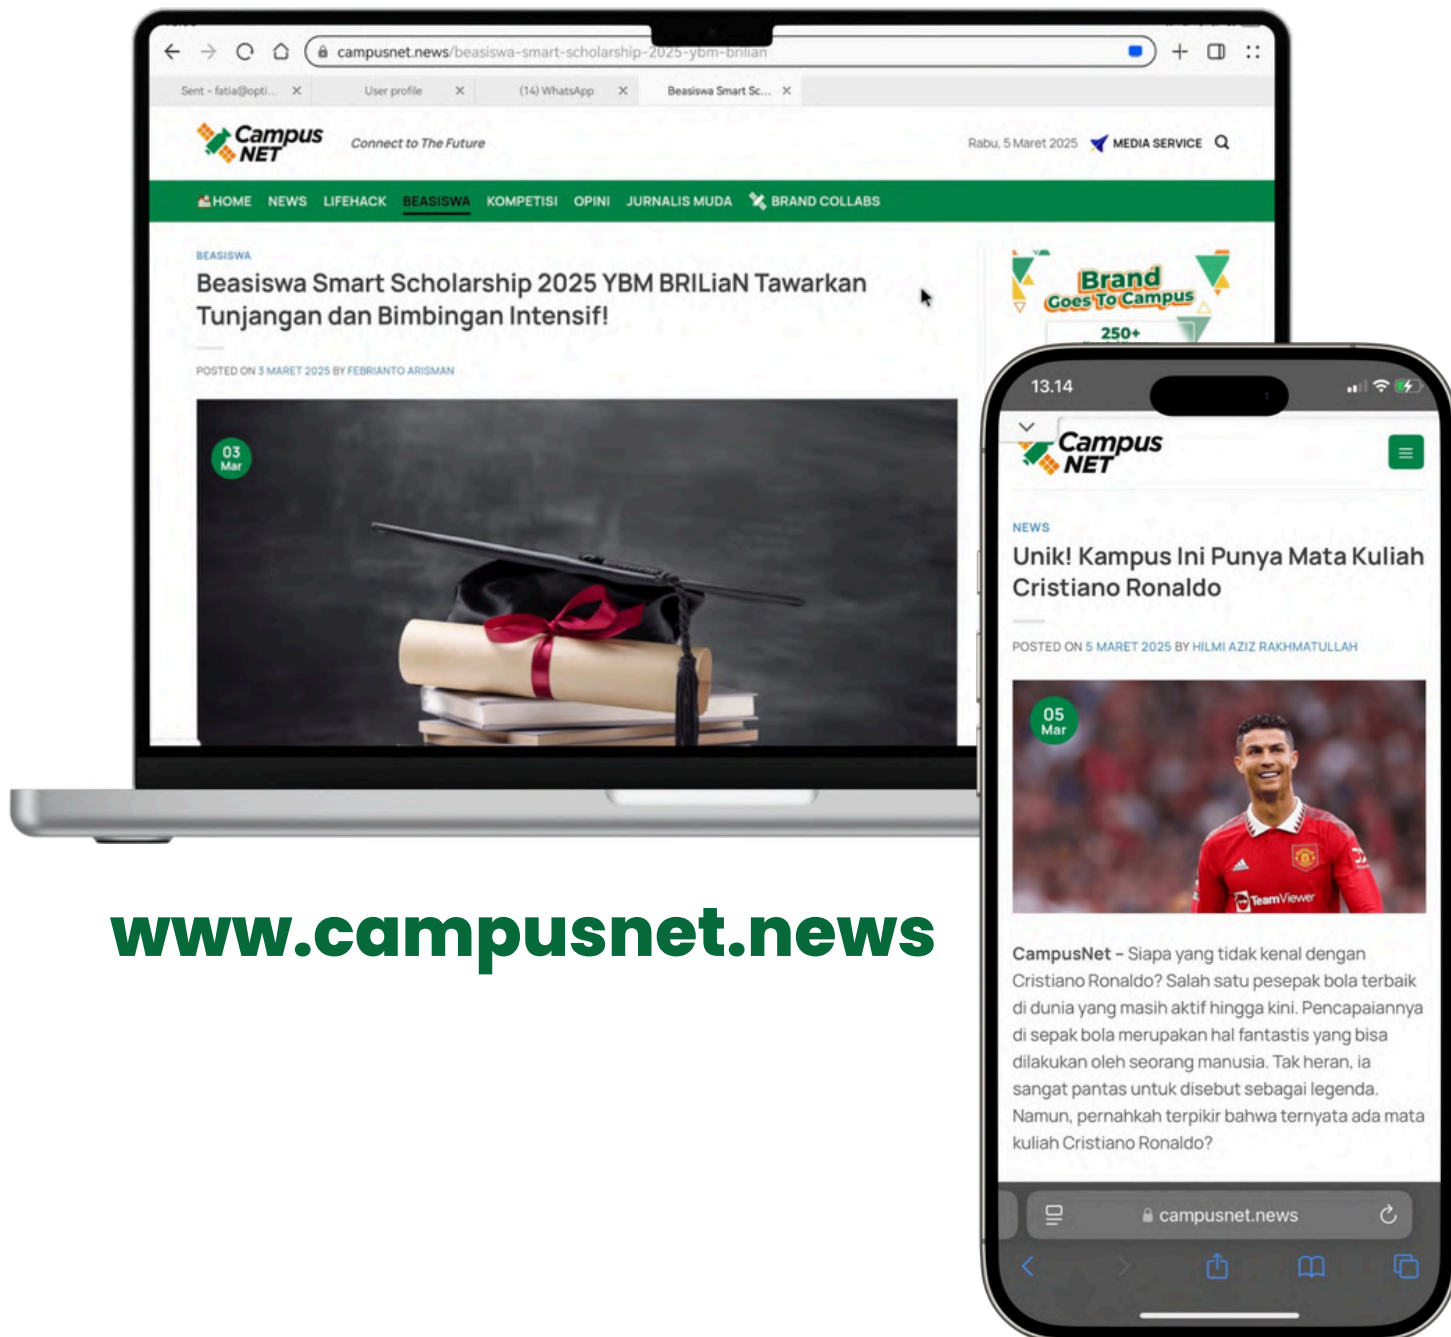 campusnet.news/beasiswa-smart-scholarship-2025-ybm-brilian
Sent - fatia@opti...
User profile
(14) WhatsApp
Beasiswa Smart Sc...
Campus
NET
Connect to The Future
Rabu, 5 Maret 2025
MEDIA SERVICE
HOME NEWS LIFEHACK BEASISWA KOMPETISI OPINI JURNALIS MUDA BRAND COLLABS
BEASISWA
Beasiswa Smart Scholarship 2025 YBM BRILiaN Tawarkan
Tunjangan dan Bimbingan Intensif!
POSTED ON 3 MARET 2025 BY FEBRIANTO ARISMAN
03
Mar
Brand
Goes To Campus
250+
www.campusnet.news
13.14
Campus
NET
NEWS
Unik! Kampus Ini Punya Mata Kuliah
Cristiano Ronaldo
POSTED ON 5 MARET 2025 BY HILMI AZIZ RAKHMATULLAH
05
Mar
TeamViewer
CampusNet – Siapa yang tidak kenal dengan
Cristiano Ronaldo? Salah satu pesepak bola terbaik
di dunia yang masih aktif hingga kini. Pencapaiannya
di sepak bola merupakan hal fantastis yang bisa
dilakukan oleh seorang manusia. Tak heran, ia
sangat pantas untuk disebut sebagai legenda.
Namun, pernahkah terpikir bahwa ternyata ada mata
kuliah Cristiano Ronaldo?
campusnet.news